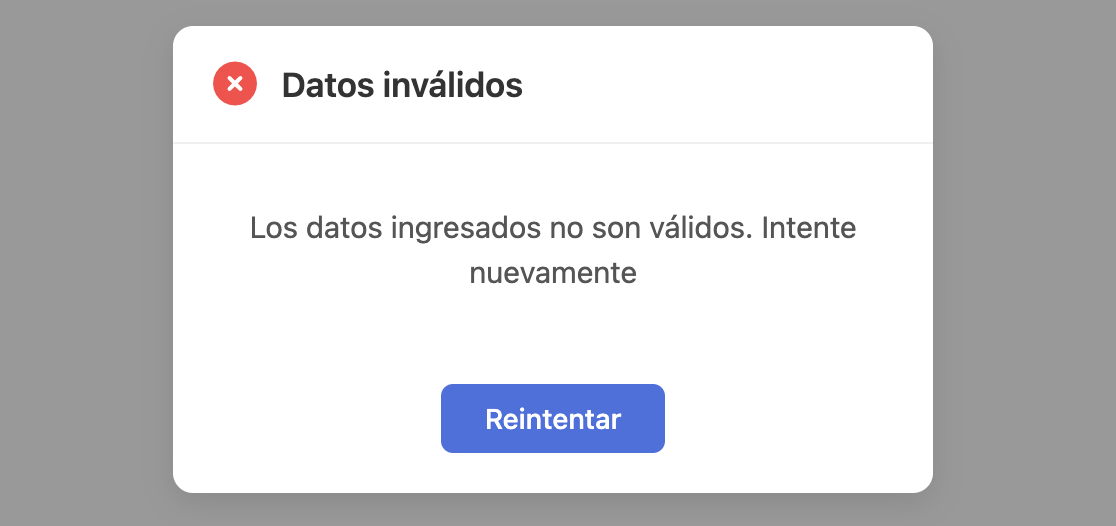 Datos inválidos
Los datos ingresados no son válidos. Intente
nuevamente
Reintentar